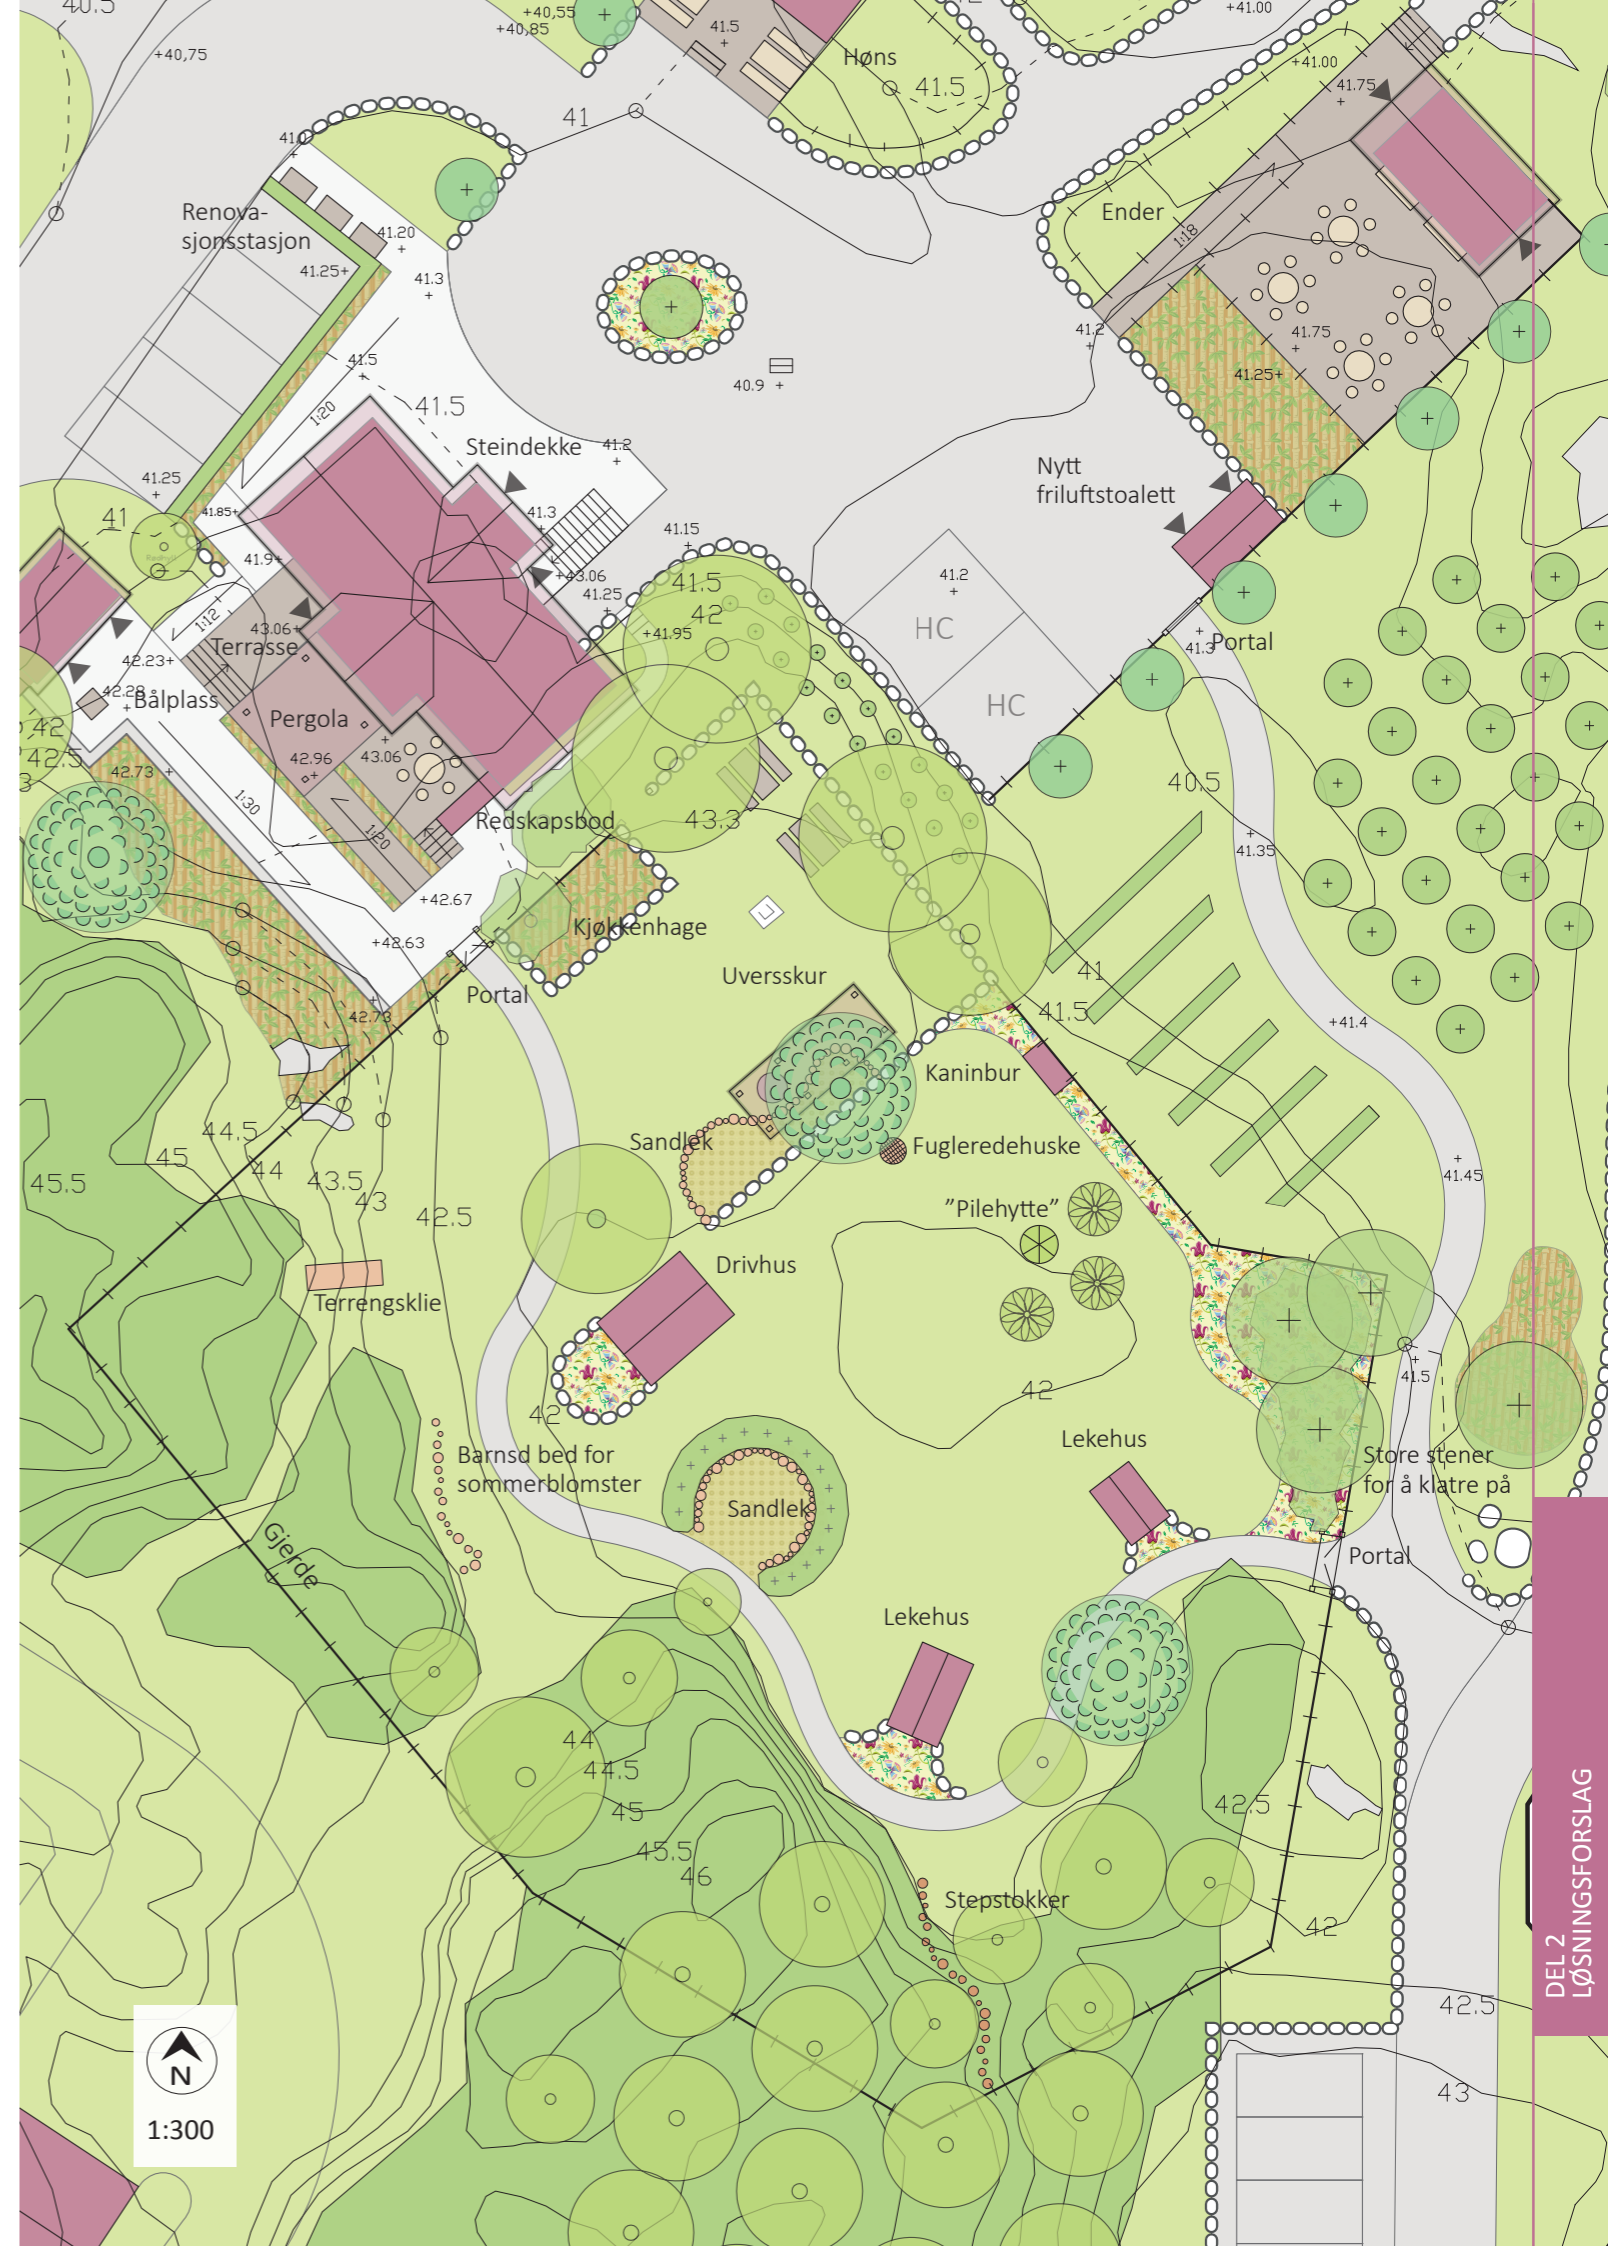 40.5
+40,75
+40,55
+40,85
41.5
+41.00
Høns
41.5
41
+41.00
41.75
Ender
1:18
41.20
41.3
Renova-
sjonsstasjon
41.25+
41.2
41.75
41.25+
40.9
41.5
1:20
41.5
Steindekke
41.2
Nytt
friluftstoalett
41.25
41.85+
41
41.3
41.15
41.9+
+43.06
41.25
41.5
42
+41.95
41.2
HC
HC
1:12
43.06+
Terrasse
42.23+
42.28
Bålplass
Pergola
41.3
Portal
42
42.5
42.73
42.96
43.06
1:30
1:20
Redskapsbod
43.3
40.5
41.35
+42.67
Kjøkkenhage
+42.63
Portal
42.73
Uversskur
41
41.5
+41.4
Kaninbur
Sandlek
Fugleredehuske
44.5
45
44
43.5
43
42.5
45.5
41.45
”Pilehytte”
Drivhus
Terrengsklie
42
42
41.5
Barnsd bed for
sommerblomster
Lekehus
Store stener
for å klatre på
Sandlek
Gjerde
Portal
Lekehus
44
44.5
45
45.5
46
42.5
Stepstokker
42
42.5
43
N
1:300
DEL 2
LØSNINGSFORSLAG